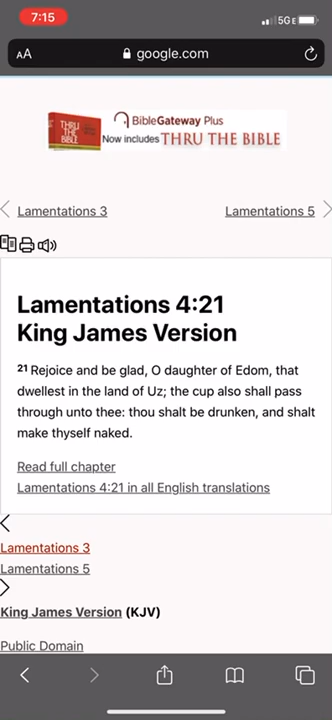 7:15
5GE
AA
google.com
THRU THE BIBLE
BibleGateway Plus
Now includes THRU THE BIBLE
Lamentations 3
Lamentations 5
Lamentations 4:21
King James Version
21 Rejoice and be glad, O daughter of Edom, that
dwellest in the land of Uz; the cup also shall pass
through unto thee: thou shalt be drunken, and shalt
make thyself naked.
Read full chapter
Lamentations 4:21 in all English translations
Lamentations 3
Lamentations 5
King James Version (KJV)
Public Domain